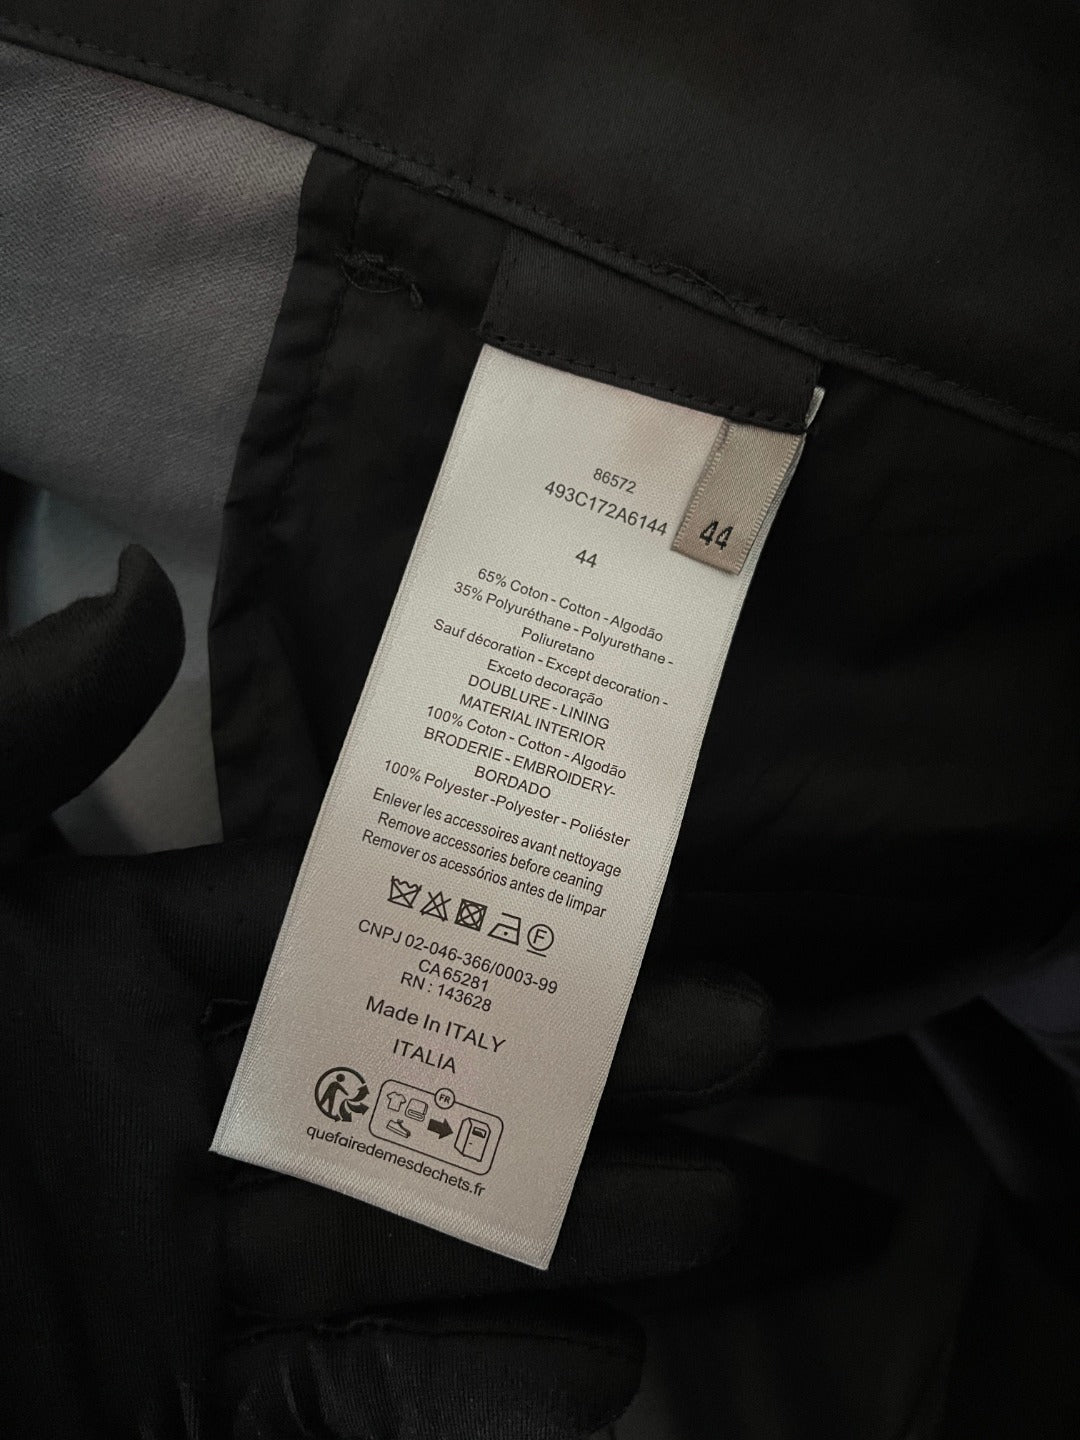 86572
493C172A6144
44
44
65% Coton - Cotton - Algodão
35% Polyuréthane - Polyurethane -
Poliuretano
Sauf décoration - Except decoration -
Exceto decoração
DOUBLURE - LINING
MATERIAL INTERIOR
100% Coton - Cotton - Algodão
BRODERIE - EMBROIDERY-
BORDADO
100% Polyester -Polyester - Poliéster
Enlever les accessoires avant nettoyage
Remove accessories before ceaning
Remover os acessórios antes de limpar
F
CNPJ 02-046-366/0003-99
CA 65281
RN : 143628
Made In ITALY
ITALIA
FR
quefairedemesdechets.fr